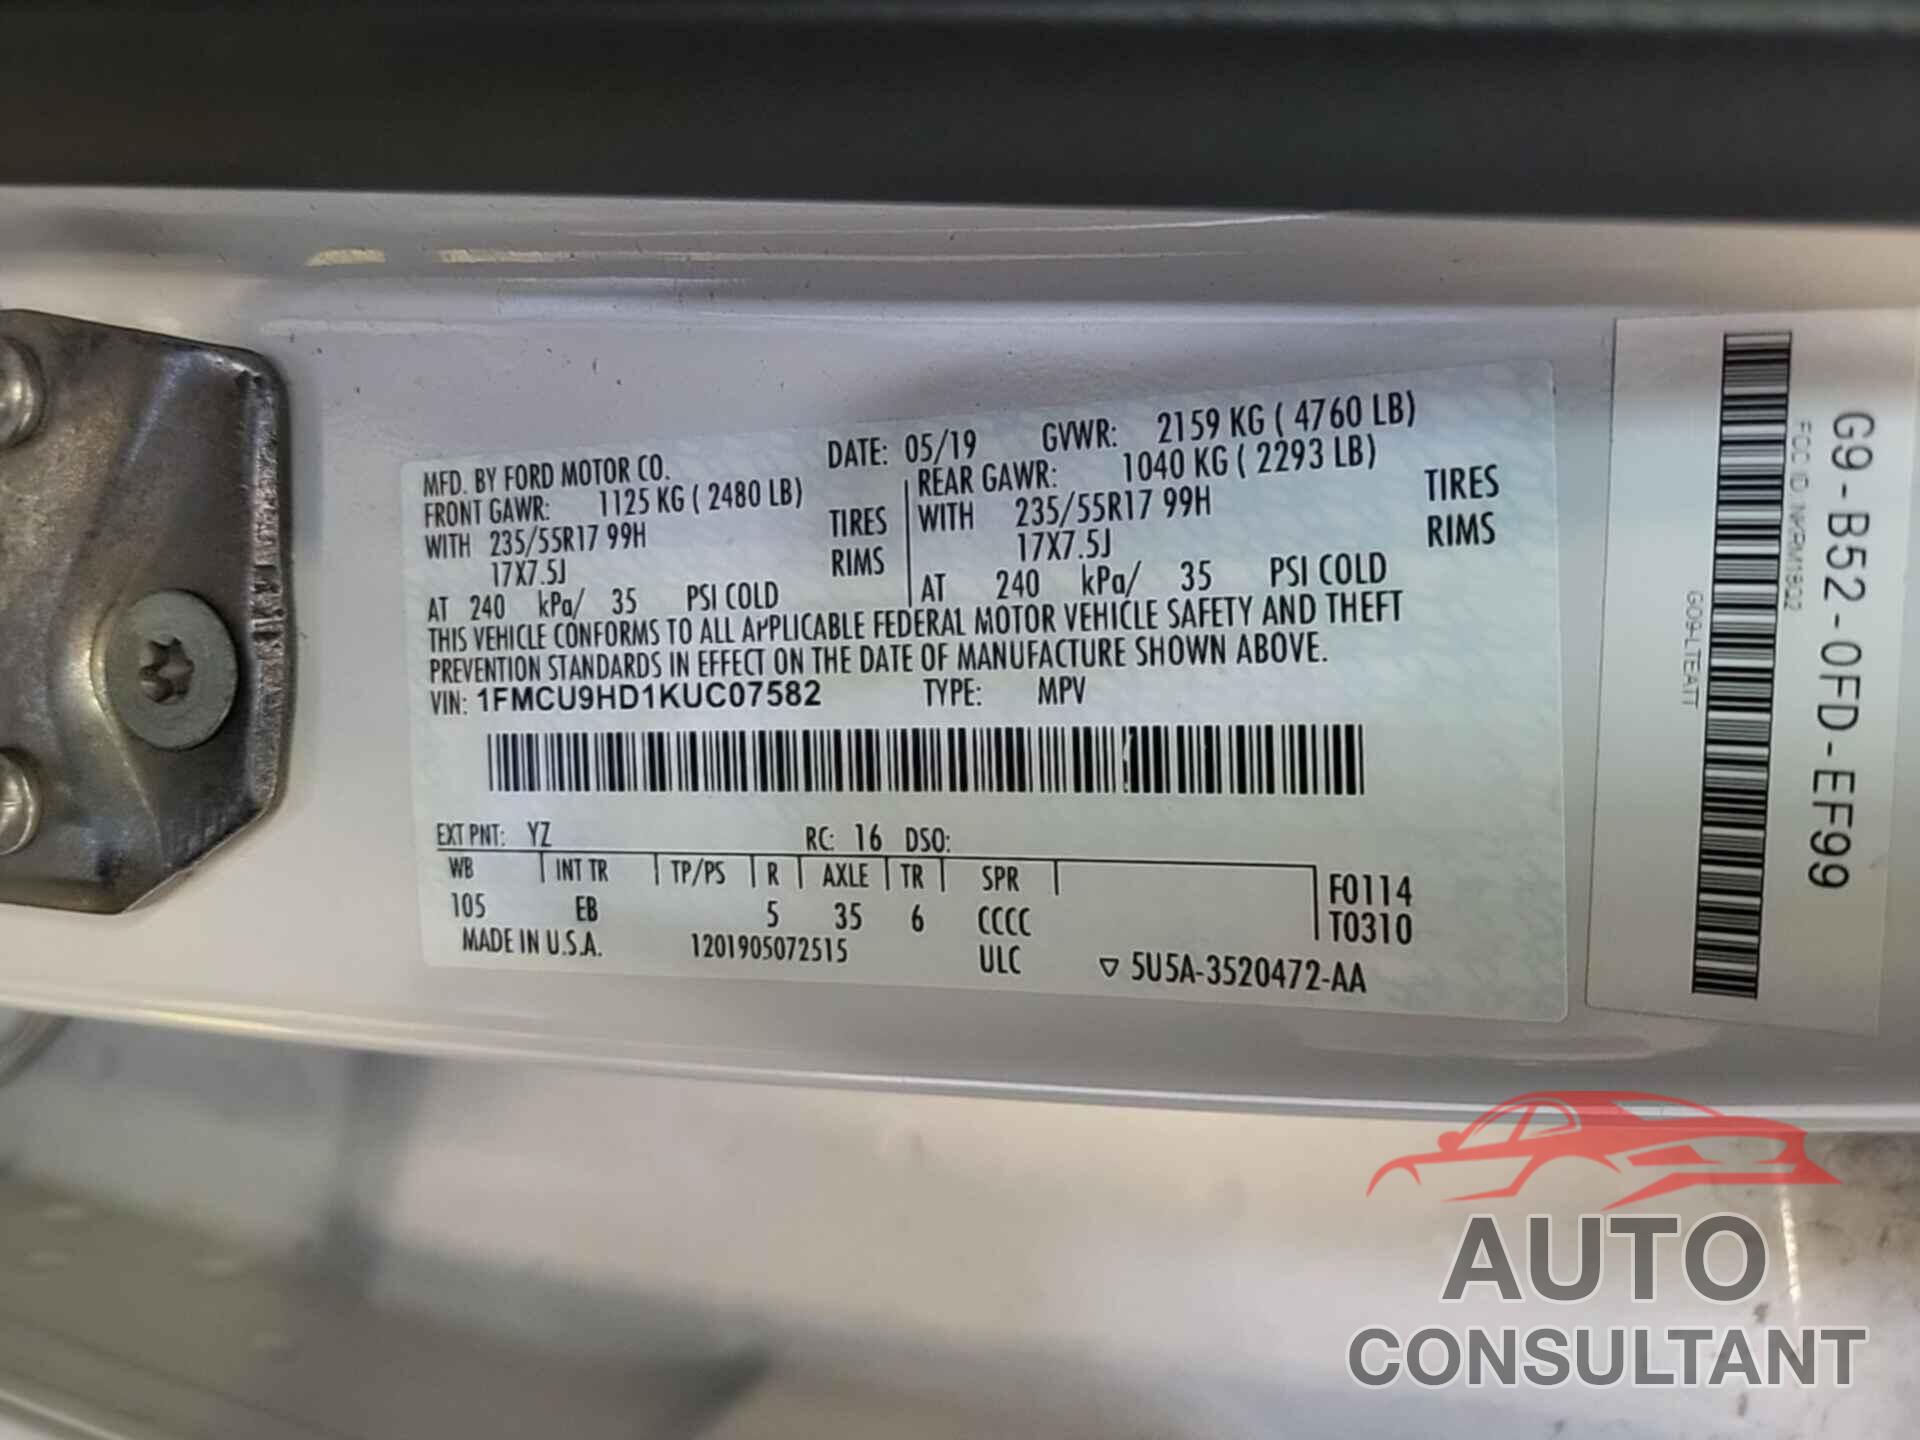 MFD. BY FORD MOTOR CO. DATE: 05/19 GVWR: 2159 KG ( 4760 LB)
FRONT GAWR: 1125 KG ( 2480 LB) REAR GAWR: 1040 KG ( 2293 LB)
WITH 235/55R17 99H TIRES WITH 235/55R17 99H TIRES
17X7.5J RIMS 17X7.5J RIMS
AT 240 kPa/ 35 PSI COLD AT 240 kPa/ 35 PSI COLD
THIS VEHICLE CONFORMS TO ALL APPLICABLE FEDERAL MOTOR VEHICLE SAFETY AND THEFT
PREVENTION STANDARDS IN EFFECT ON THE DATE OF MANUFACTURE SHOWN ABOVE.
VIN: 1FMCU9HD1KUC07582 TYPE: MPV
EXT PNT: YZ RC: 16 DSO:
WB INT TR TP/PS R AXLE TR SPR F0114
105 EB 5 35 6 CCCC T0310
MADE IN U.S.A. 1201905072515 ULC 5U5A-3520472-AA
G9-B52-0FD-EF99
FCC ID
G09-LTEATT
AUTO
CONSULTANT